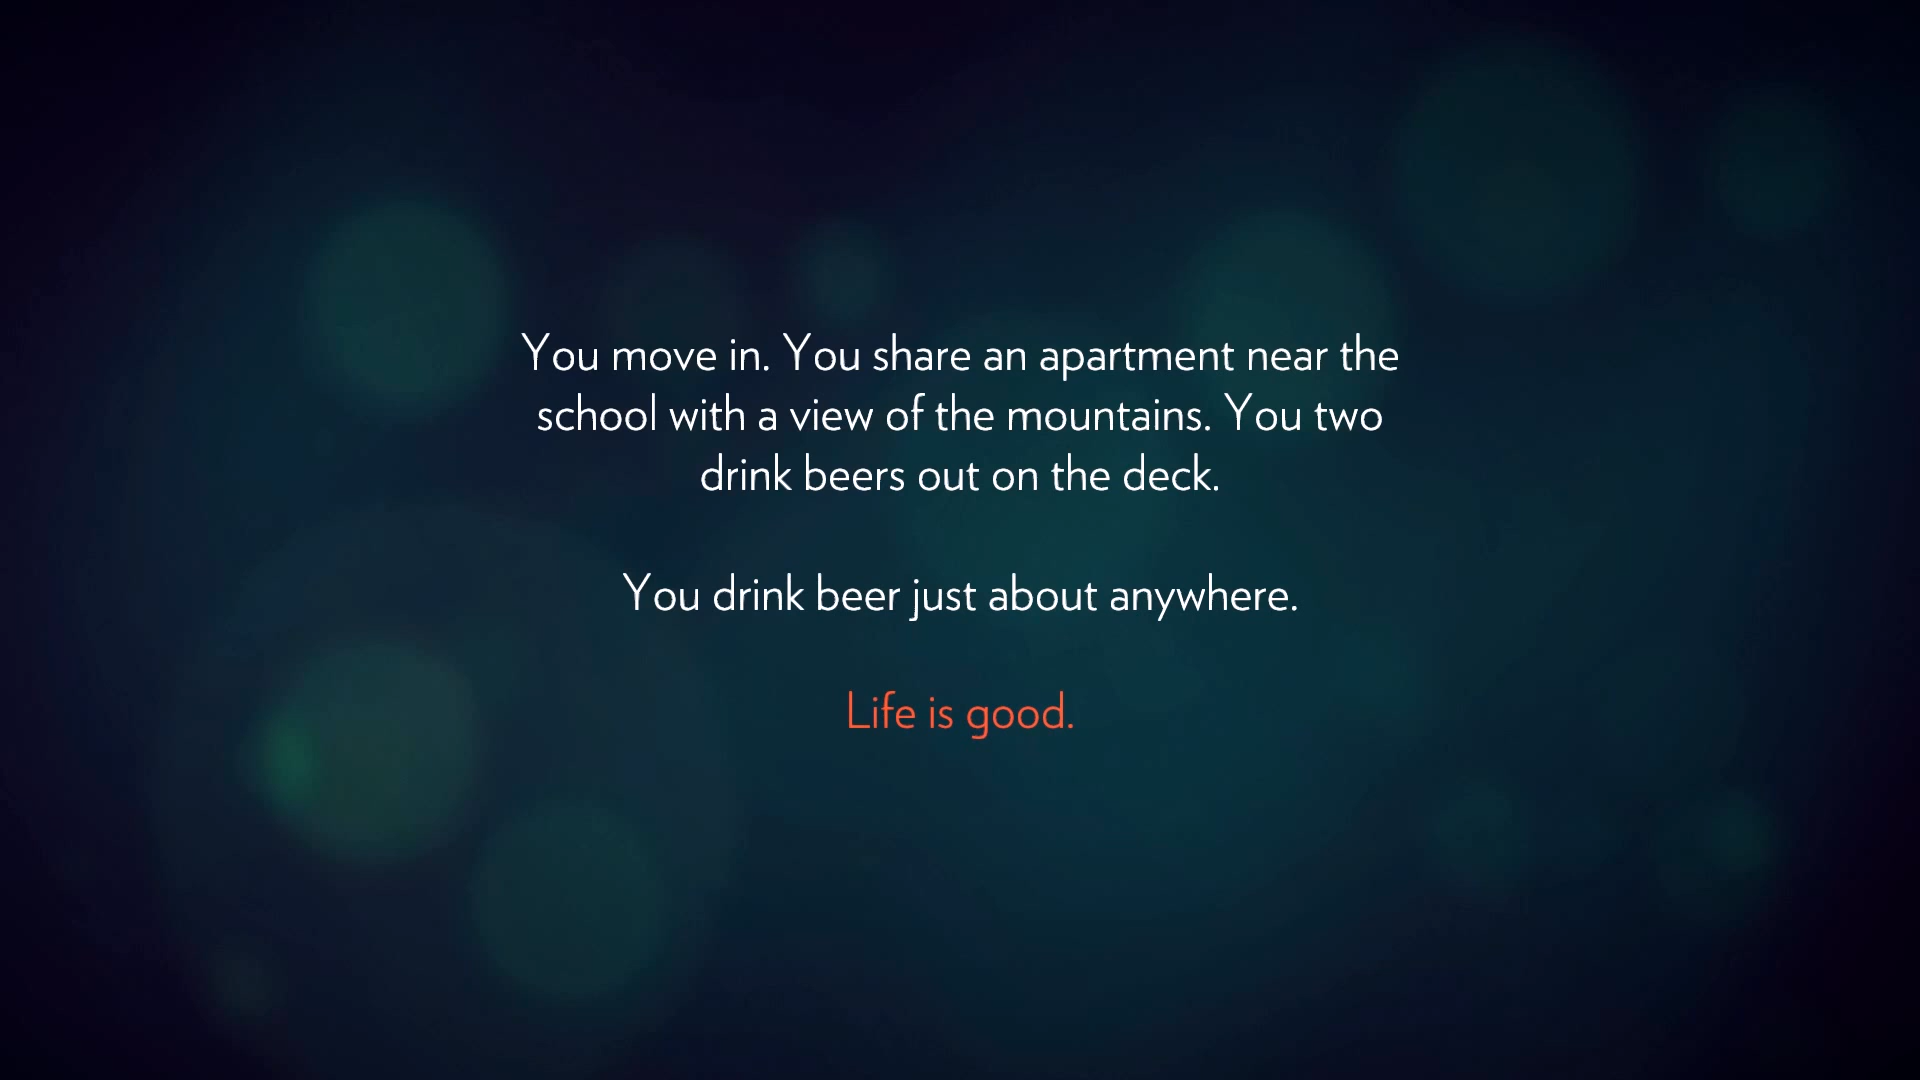 You move in. You share an apartment near the
school with a view of the mountains. You two
drink beers out on the deck.
You drink beer just about anywhere.
Life is good.